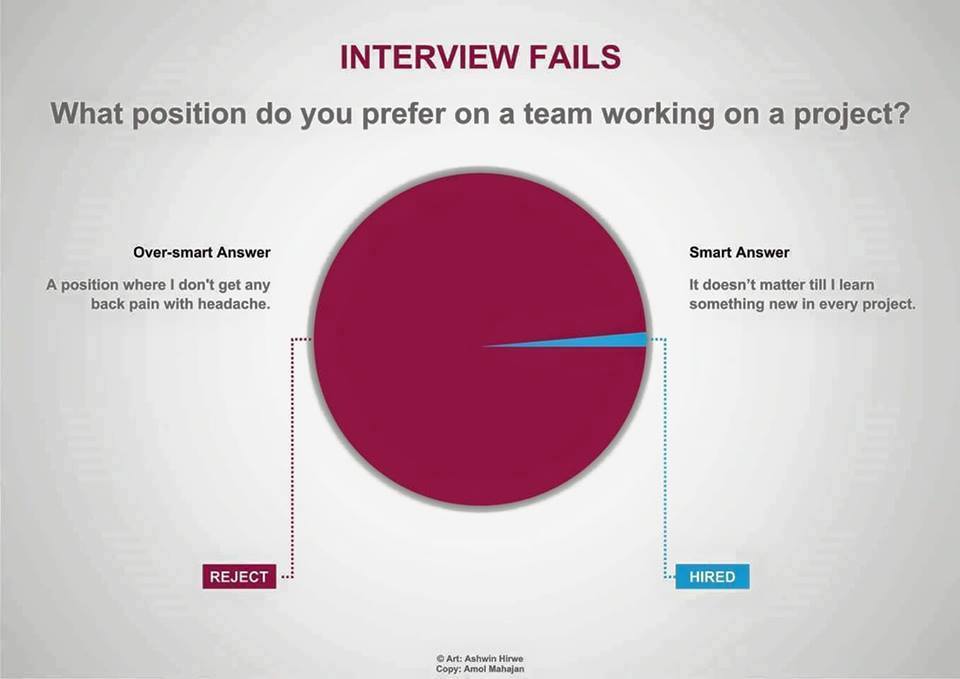 INTERVIEW FAILS
What position do you prefer on a team working on a project?
Over-smart Answer
A position where I don't get any
back pain with headache.
Smart Answer
It doesn’t matter till I learn
something new in every project.
REJECT
HIRED
© Art: Ashwin Hirwe
Copy: Amol Mahajan